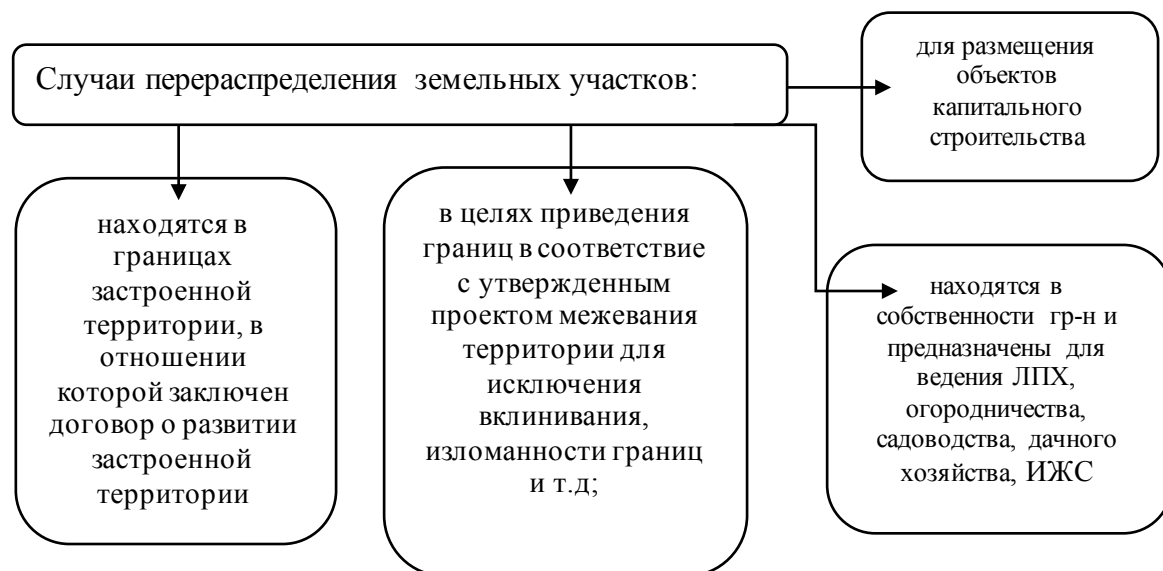 Случаи перераспределения земельных участков:
для размещения
объектов
капитального
строительства
находятся в
границах
застроенной
территории, в
отношении
которой заключен
договор о развитии
застроенной
территории
в целях приведения
границ в соответствие
с утвержденным
проектом межевания
территории для
исключения
вклинивания,
изломанности границ
и т.д;
находятся в
собственности гр-н и
предназначены для
ведения ЛПХ,
огородничества,
садоводства, дачного
хозяйства, ИЖС